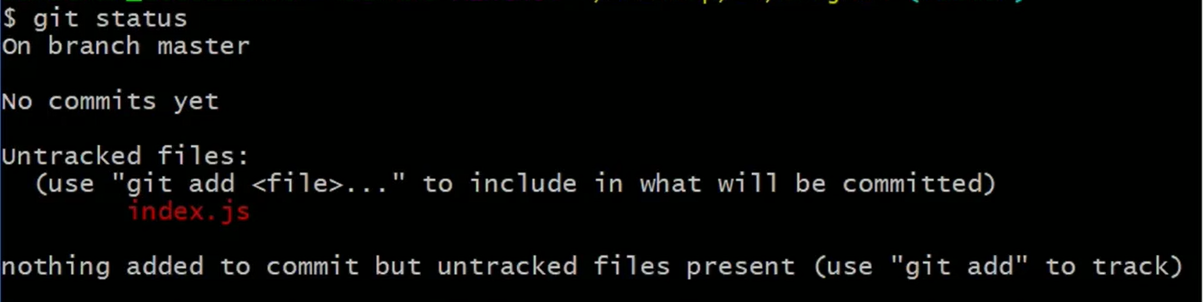 $ git status
On branch master
No commits yet
Untracked files:
(use "git add <file>..." to include in what will be committed)
index.js
nothing added to commit but untracked files present (use "git add" to track)